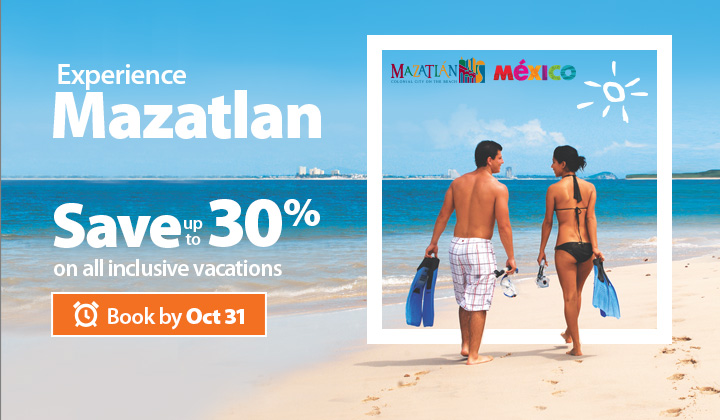 Experience
Mazatlan
Save up to 30%
on all inclusive vacations
Book by Oct 31
MAZATLÁN
COLONIAL CITY ON THE BEACH
méxico